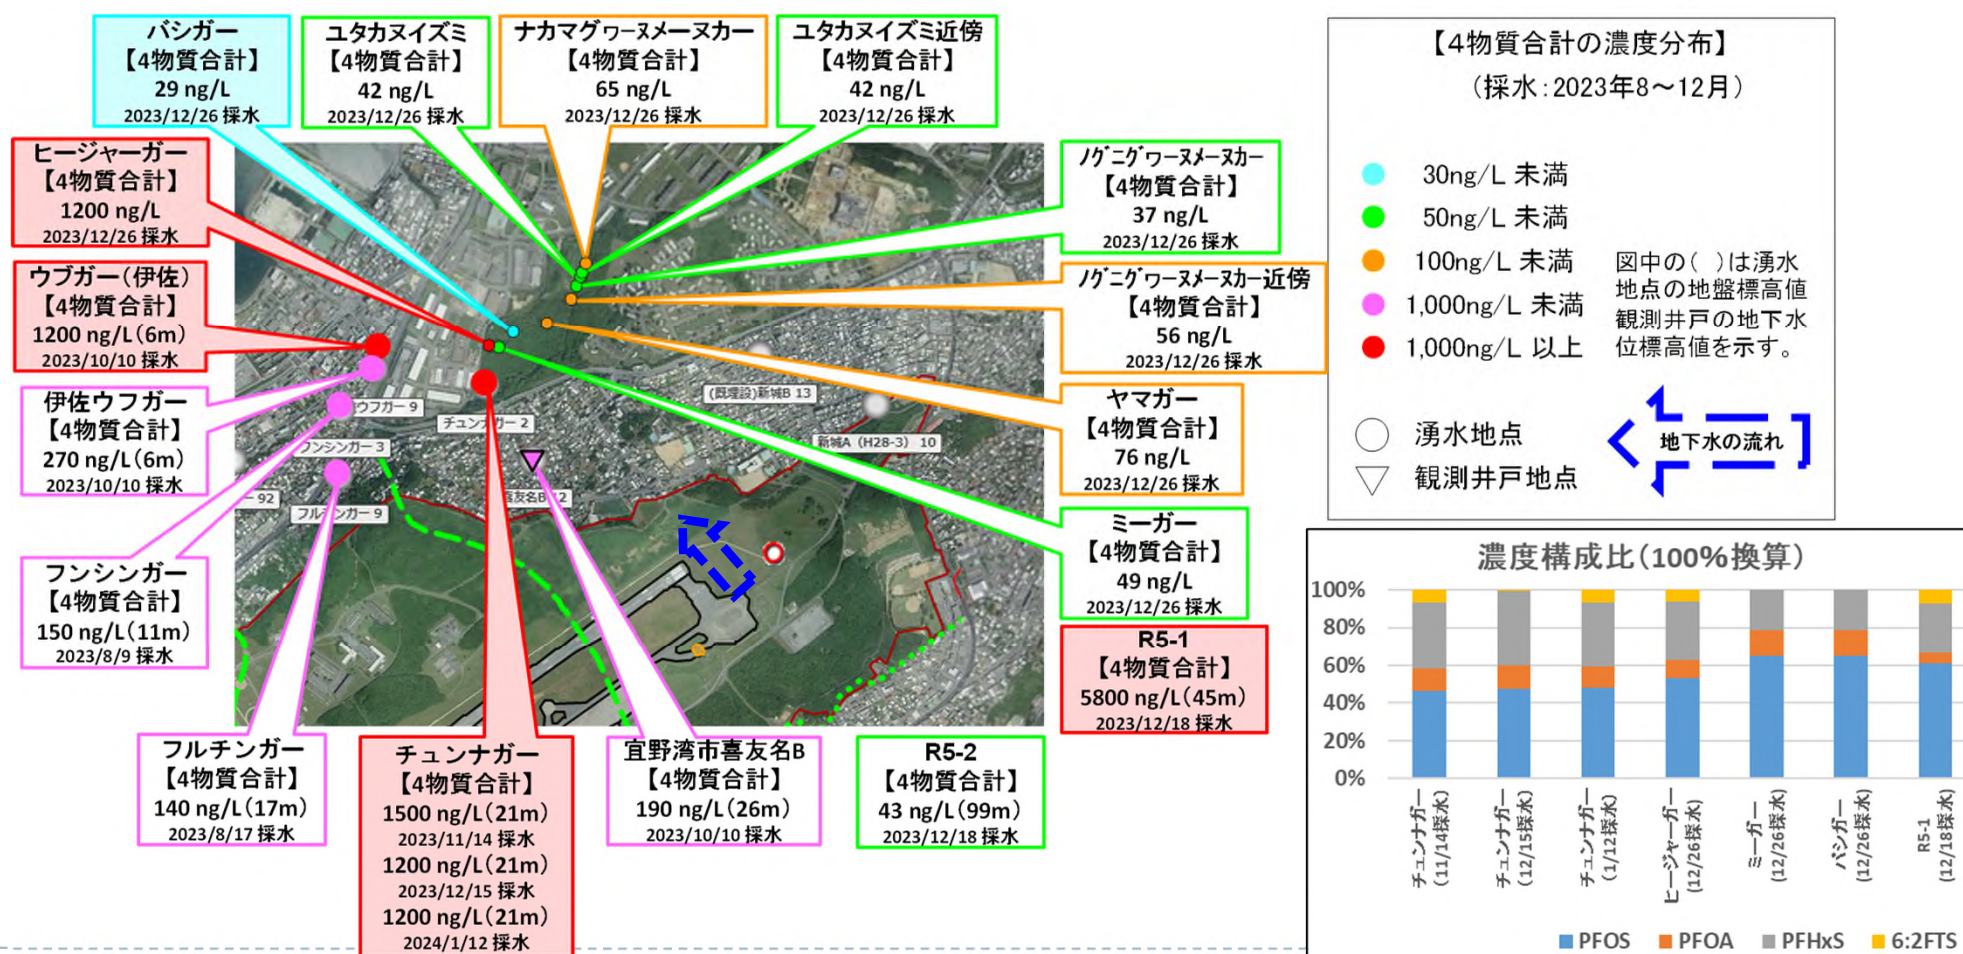 バシガー
【4物質合計】
29 ng/L
2023/12/26 採水
ユタカヌイズミ
【4物質合計】
42 ng/L
2023/12/26 採水
ナカマグヮーヌメーヌカー
【4物質合計】
65 ng/L
2023/12/26 採水
ユタカヌイズミ近傍
【4物質合計】
42 ng/L
2023/12/26 採水
ヒージャーガー
【4物質合計】
1200 ng/L
2023/12/26 採水
ウブガー(伊佐)
【4物質合計】
1200 ng/L(6m)
2023/10/10 採水
伊佐ウフガー
【4物質合計】
270 ng/L(6m)
2023/10/10 採水
フンシンガー
【4物質合計】
150 ng/L(11m)
2023/8/9 採水
フルチンガー
【4物質合計】
140 ng/L(17m)
2023/8/17 採水
チュンナガー
【4物質合計】
1500 ng/L(21m)
2023/11/14 採水
1200 ng/L(21m)
2023/12/15 採水
1200 ng/L(21m)
2024/1/12 採水
宜野湾市喜友名B
【4物質合計】
190 ng/L(26m)
2023/10/10 採水
R5-2
【4物質合計】
43 ng/L(99m)
2023/12/18 採水
ノグニグヮーヌメーヌカー
【4物質合計】
37 ng/L
2023/12/26 採水
ノグニグヮーヌメーヌカー近傍
【4物質合計】
56 ng/L
2023/12/26 採水
ヤマガー
【4物質合計】
76 ng/L
2023/12/26 採水
ミーガー
【4物質合計】
49 ng/L
2023/12/26 採水
R5-1
【4物質合計】
5800 ng/L(45m)
2023/12/18 採水
ウフガー 9
チュンナガー 2
フンシンガー 3
フルチンガー 9
ー 92
喜友名B 12
(既埋設)新城B 13
新城A(H28-3) 10
【4物質合計の濃度分布】
(採水:2023年8～12月)
30ng/L 未満
50ng/L 未満
100ng/L 未満
1,000ng/L 未満
1,000ng/L 以上
図中の( )は湧水
地点の地盤標高値
観測井戸の地下水
位標高値を示す。
湧水地点
観測井戸地点
地下水の流れ
濃度構成比(100%換算)
100%
80%
60%
40%
20%
0%
チュンナガー
(11/14採水)
チュンナガー
(12/15採水)
チュンナガー
(1/12採水)
ヒージャーガー
(12/26採水)
ミーガー
(12/26採水)
バシガー
(12/26採水)
R5-1
(12/18採水)
PFOS PFOA PFHxS 6:2FTS